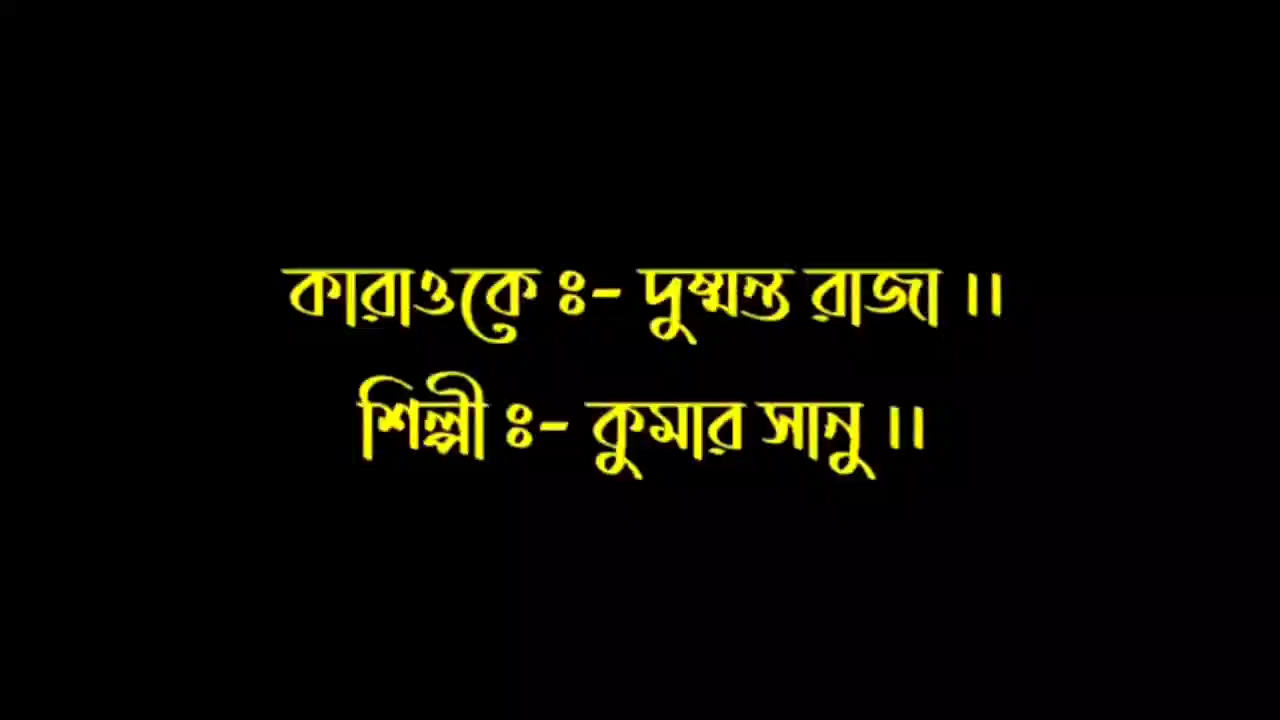 কারাওকে ঃ- দুষ্মন্ত রাজা ।।
শিল্পী ঃ- কুমার সানু ।।